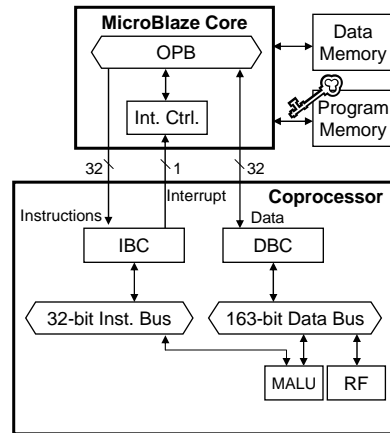 MicroBlaze Core
OPB
Data
Memory
Int. Ctrl.
Program
Memory
32
1
32
Interrupt
Coprocessor
Instructions
Data
IBC
DBC
32-bit Inst. Bus
163-bit Data Bus
MALU
RF